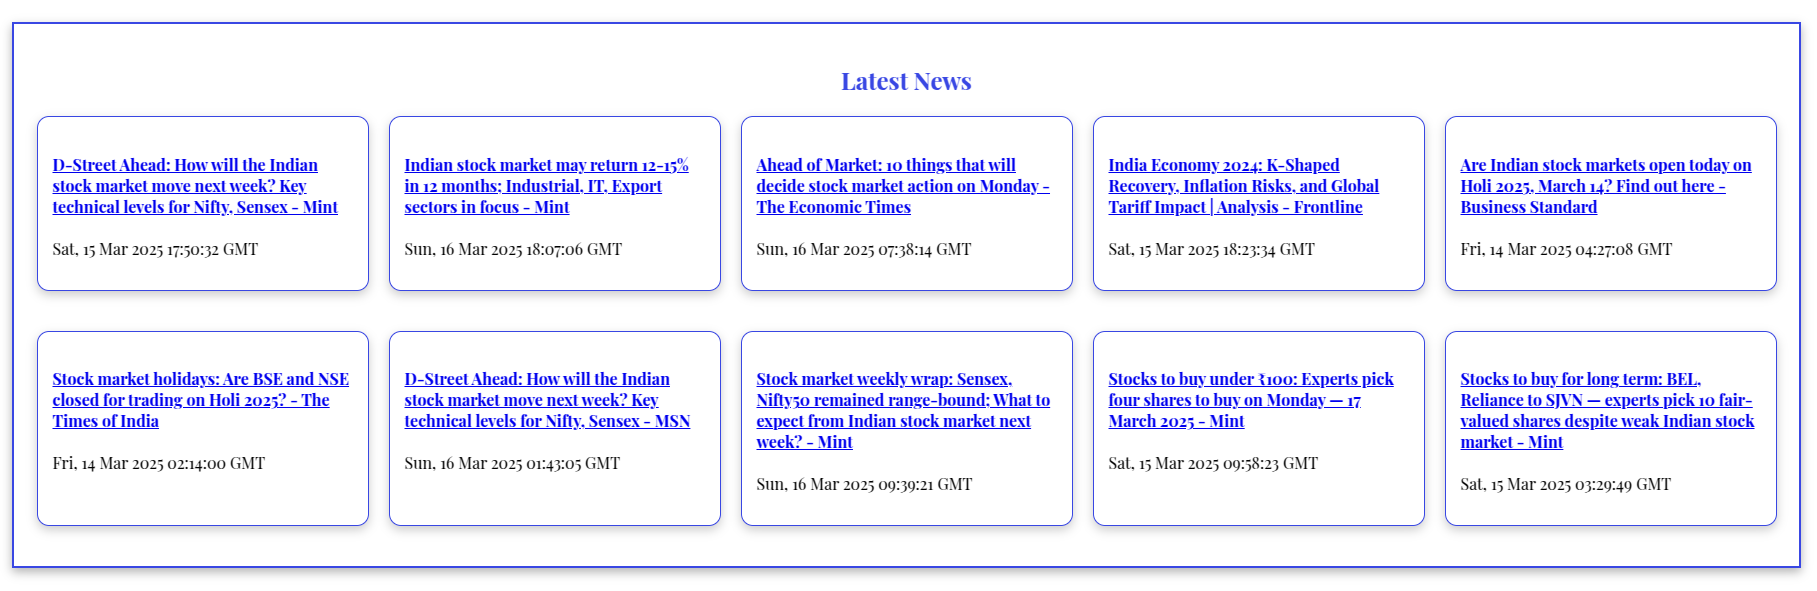 Latest News
D-Street Ahead: How will the Indian
stock market move next week? Key
technical levels for Nifty, Sensex - Mint
Sat, 15 Mar 2025 17:50:32 GMT
Indian stock market may return 12-15%
in 12 months; Industrial, IT, Export
sectors in focus - Mint
Sun, 16 Mar 2025 18:07:06 GMT
Ahead of Market: 10 things that will
decide stock market action on Monday -
The Economic Times
Sun, 16 Mar 2025 07:38:14 GMT
India Economy 2024: K-Shaped
Recovery, Inflation Risks, and Global
Tariff Impact | Analysis - Frontline
Sat, 15 Mar 2025 18:23:34 GMT
Are Indian stock markets open today on
Holi 2025, March 14? Find out here -
Business Standard
Fri, 14 Mar 2025 04:27:08 GMT
Stock market holidays: Are BSE and NSE
closed for trading on Holi 2025? - The
Times of India
Fri, 14 Mar 2025 02:14:00 GMT
D-Street Ahead: How will the Indian
stock market move next week? Key
technical levels for Nifty, Sensex - MSN
Sun, 16 Mar 2025 01:43:05 GMT
Stock market weekly wrap: Sensex,
Nifty50 remained range-bound; What to
expect from Indian stock market next
week? - Mint
Sun, 16 Mar 2025 09:39:21 GMT
Stocks to buy under ₹100: Experts pick
four shares to buy on Monday — 17
March 2025 - Mint
Sat, 15 Mar 2025 09:58:23 GMT
Stocks to buy for long term: BEL,
Reliance to SJVN — experts pick 10 fair-
valued shares despite weak Indian stock
market - Mint
Sat, 15 Mar 2025 03:29:49 GMT